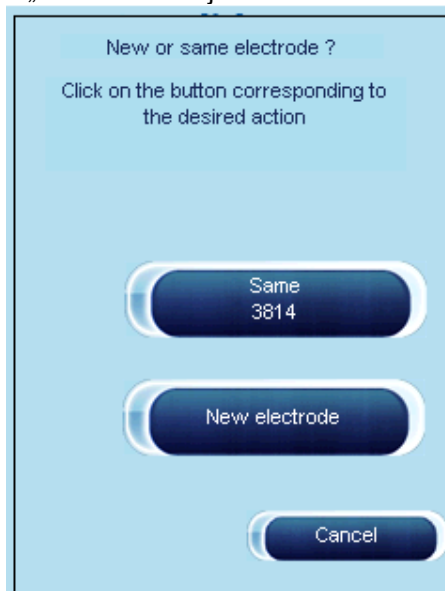 New or same electrode ?
Click on the button corresponding to
the desired action
Same
3814
New electrode
Cancel